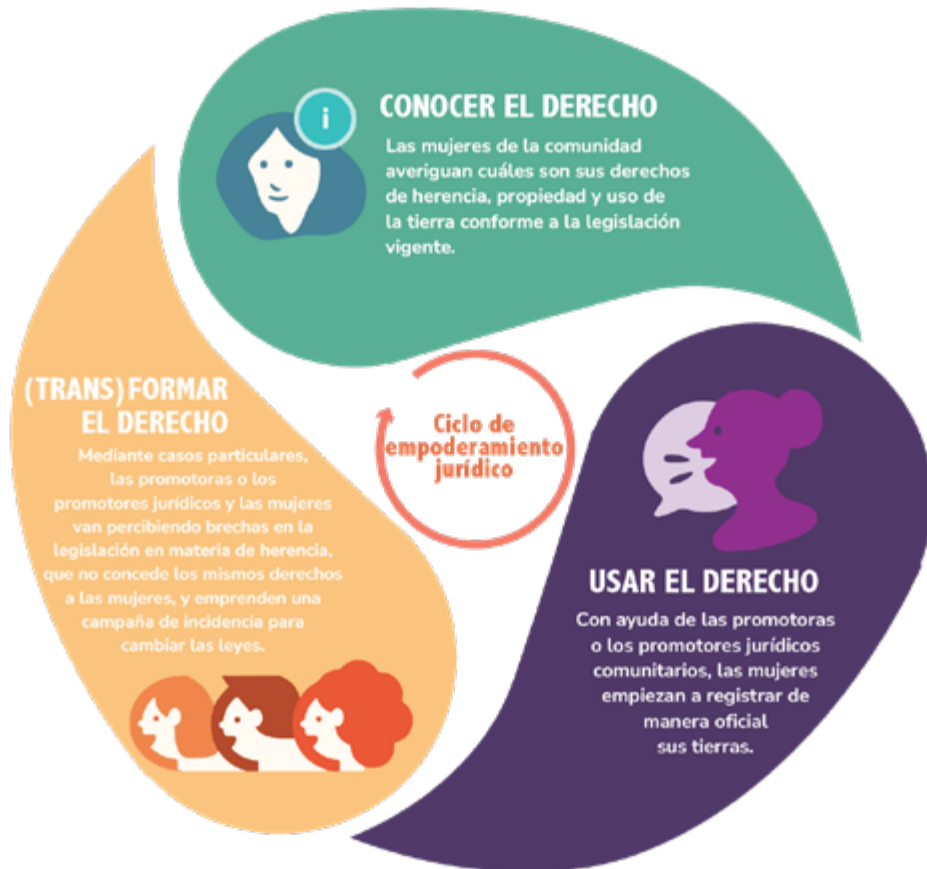 CONOCER EL DERECHO
Las mujeres de la comunidad
averiguan cuáles son sus derechos
de herencia, propiedad y uso de
la tierra conforme a la legislación
vigente.
i
(TRANS)FORMAR
EL DERECHO
Mediante casos particulares,
las promotoras o los
promotores jurídicos y las mujeres
van percibiendo brechas en la
legislación en materia de herencia,
que no concede los mismos derechos
a las mujeres, y emprenden una
campaña de incidencia para
cambiar las leyes.
Ciclo de
empoderamiento
jurídico
USAR EL DERECHO
Con ayuda de las promotoras
o los promotores jurídicos
comunitarios, las mujeres
empiezan a registrar de
manera oficial
sus tierras.